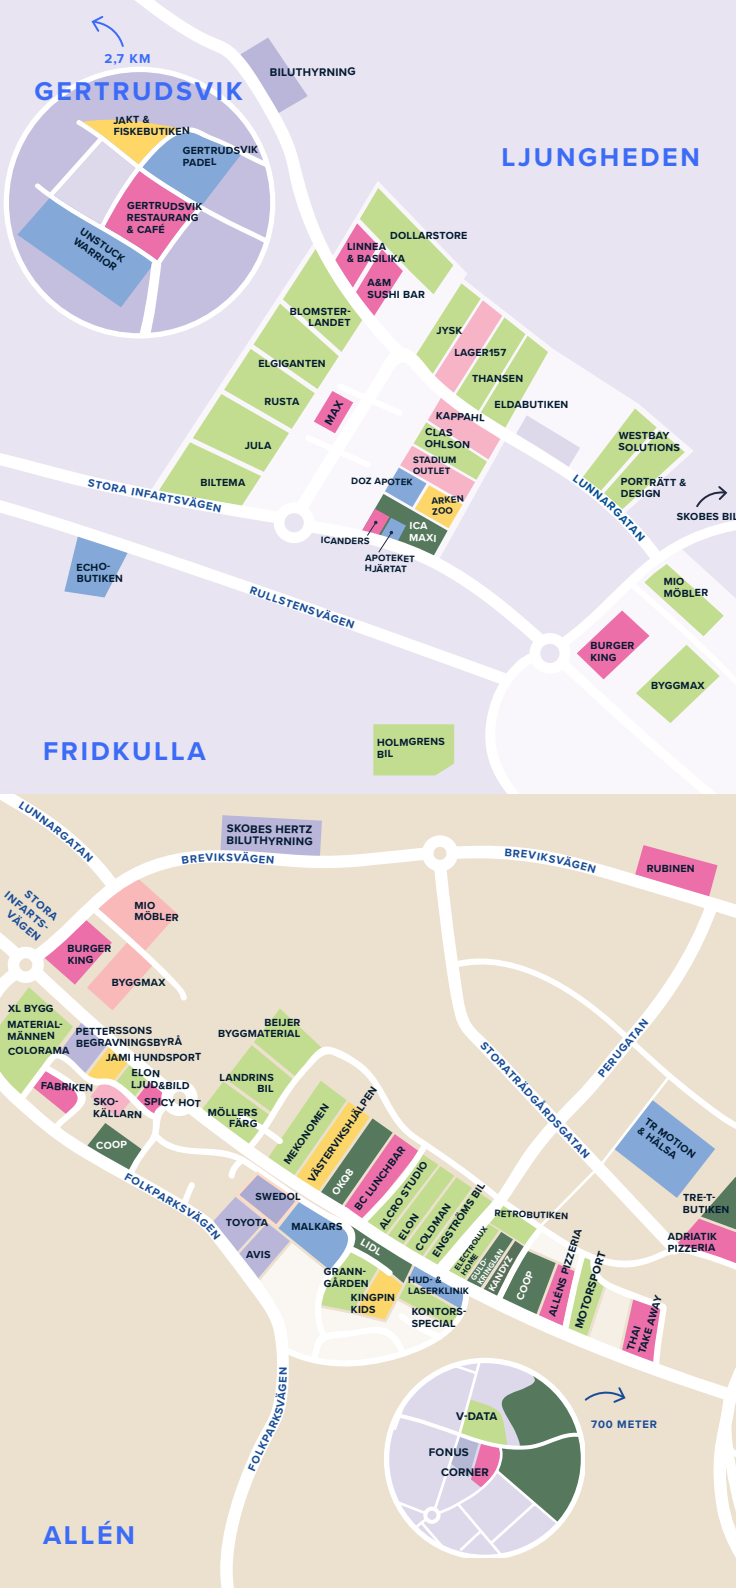 2,7 KM
GERTRUDSVIK
BILUTHYRNING
JAKT &
FISKEBUTIKEN
GERTRUDSVIK
PADEL
GERTRUDSVIK
RESTAURANG
& CAFÉ
UNSTUCK
WARRIOR
LJUNGHEDEN
DOLLARSTORE
LINNEA
& BASILIKA
A&M
SUSHI BAR
BLOMSTER-
LANDET
JYSK
LAGER157
THANSEN
ELDABUTIKEN
ELGIGANTEN
RUSTA
MAX
JULA
BILTEMA
KAPPAHL
CLAS
OHLSON
STADIUM
OUTLET
DOZ APOTEK
ARKEN
ZOO
ICA
MAXI
ICANDERS
APOTEKET
HJÄRTAT
WESTBAY
SOLUTIONS
PORTRÄTT &
DESIGN
LUNNARGATAN
SKOBES BIL
STORA INFARTSVÄGEN
ECHO-
BUTIKEN
RULLSTENSVÄGEN
MIO
MÖBLER
BURGER
KING
BYGGMAX
FRIDKULLA
HOLMGRENS
BIL
LUNNARGATAN
SKOBES HERTZ
BILUTHYRNING
BREVIKSVÄGEN
BREVIKSVÄGEN
RUBINEN
STORA
INFARTS-
VÄGEN
MIO
MÖBLER
BURGER
KING
BYGGMAX
XL BYGG
MATERIAL-
MÄNNEN
COLORAMA
PETTERSSONS
BEGRAVNINGSBYRÅ
JAMI HUNDSPORT
ELON
LJUD&BILD
FABRIKEN
SKO-
KÄLLARN
SPICY HOT
COOP
BEIJER
BYGGMATERIAL
LANDRINS
BIL
MÖLLERS
FÄRG
MEKONOMEN
VÄSTERVIKSHJÄLPEN
OKQ8
BC LUNCHBAR
ALCRO STUDIO
ELON
COLDMAN
ENGSTRÖMS BIL
STORATRÄDGÅRDSGATAN
PERUGATAN
TR MOTION
& HÄLSA
TRE-T-
BUTIKEN
ADRIATIK
PIZZERIA
FOLKPARKSVÄGEN
SWEDOL
TOYOTA
MALKARS
AVIS
LIDL
GRANN-
GÅRDEN
KINGPIN
KIDS
HUD- &
LASERKLINIK
KONTORS-
SPECIAL
RETROBUTIKEN
ELECTROLUX
HOME
GULD-
KRINGLAN
KANDYZ
COOP
ALLÉNS PIZZERIA
MOTORSPORT
THAI
TAKE AWAY
FOLKPARKSVÄGEN
V-DATA
FONUS
CORNER
700 METER
ALLÉN